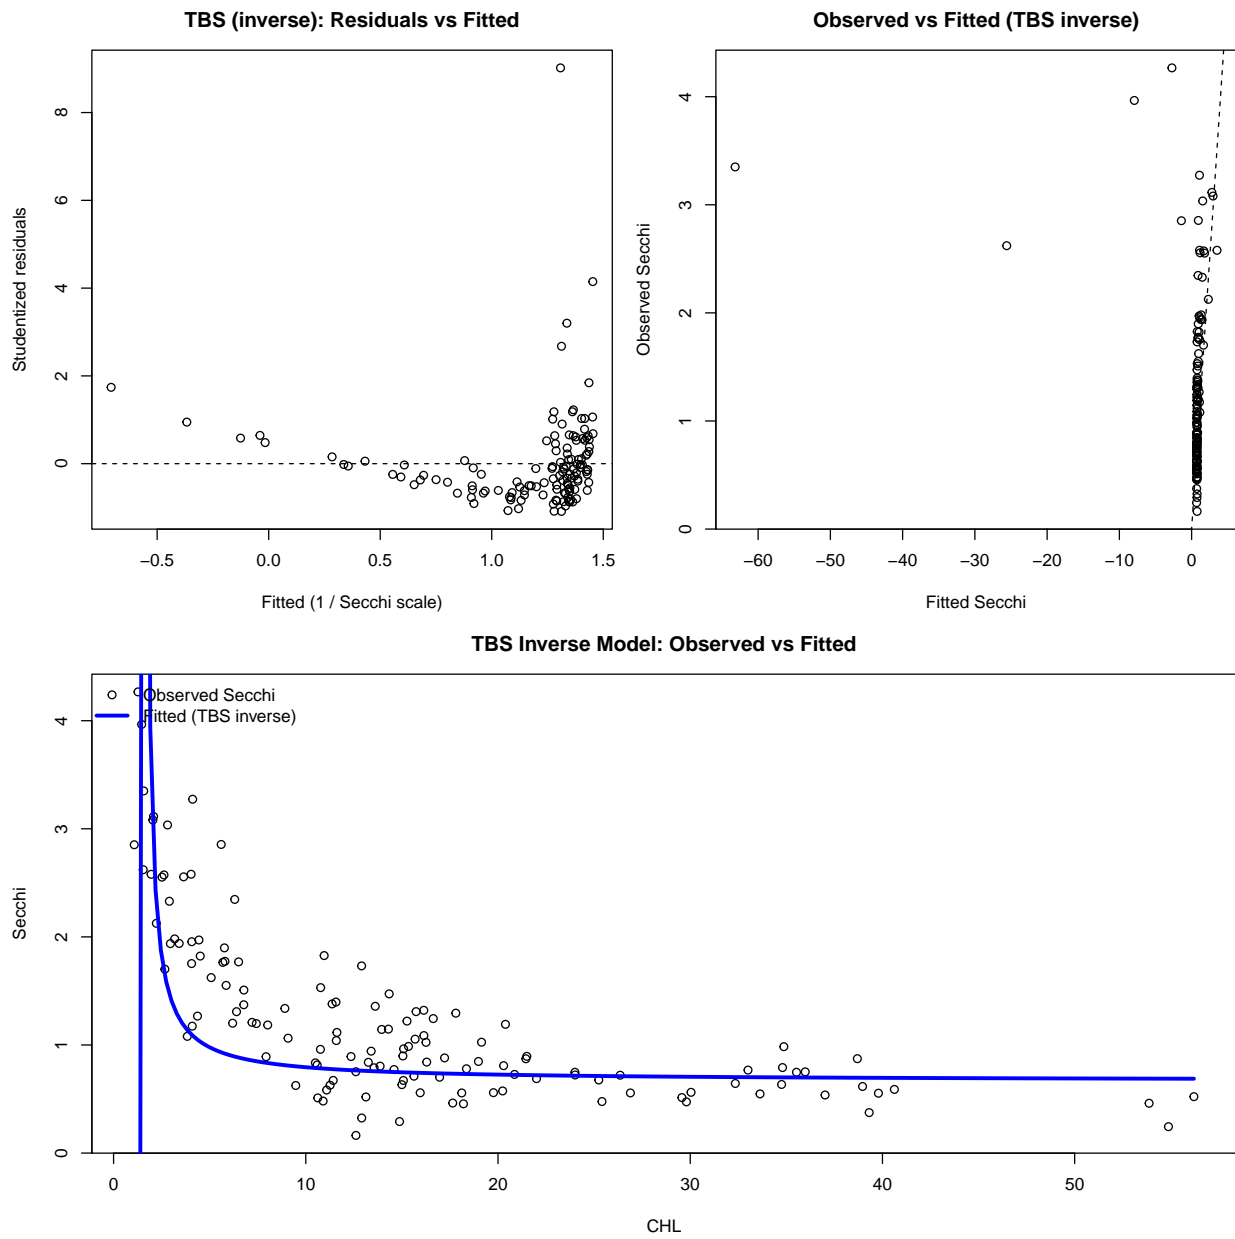 TBS (inverse): Residuals vs Fitted
Studentized residuals
8
6
4
2
0
−0.5 0.0 0.5 1.0 1.5
Fitted (1 / Secchi scale)
Observed vs Fitted (TBS inverse)
Observed Secchi
4
3
2
1
0
−60 −50 −40 −30 −20 −10 0
Fitted Secchi
TBS Inverse Model: Observed vs Fitted
Observed Secchi
Fitted (TBS inverse)
Secchi
4
3
2
1
0
0 10 20 30 40 50
CHL